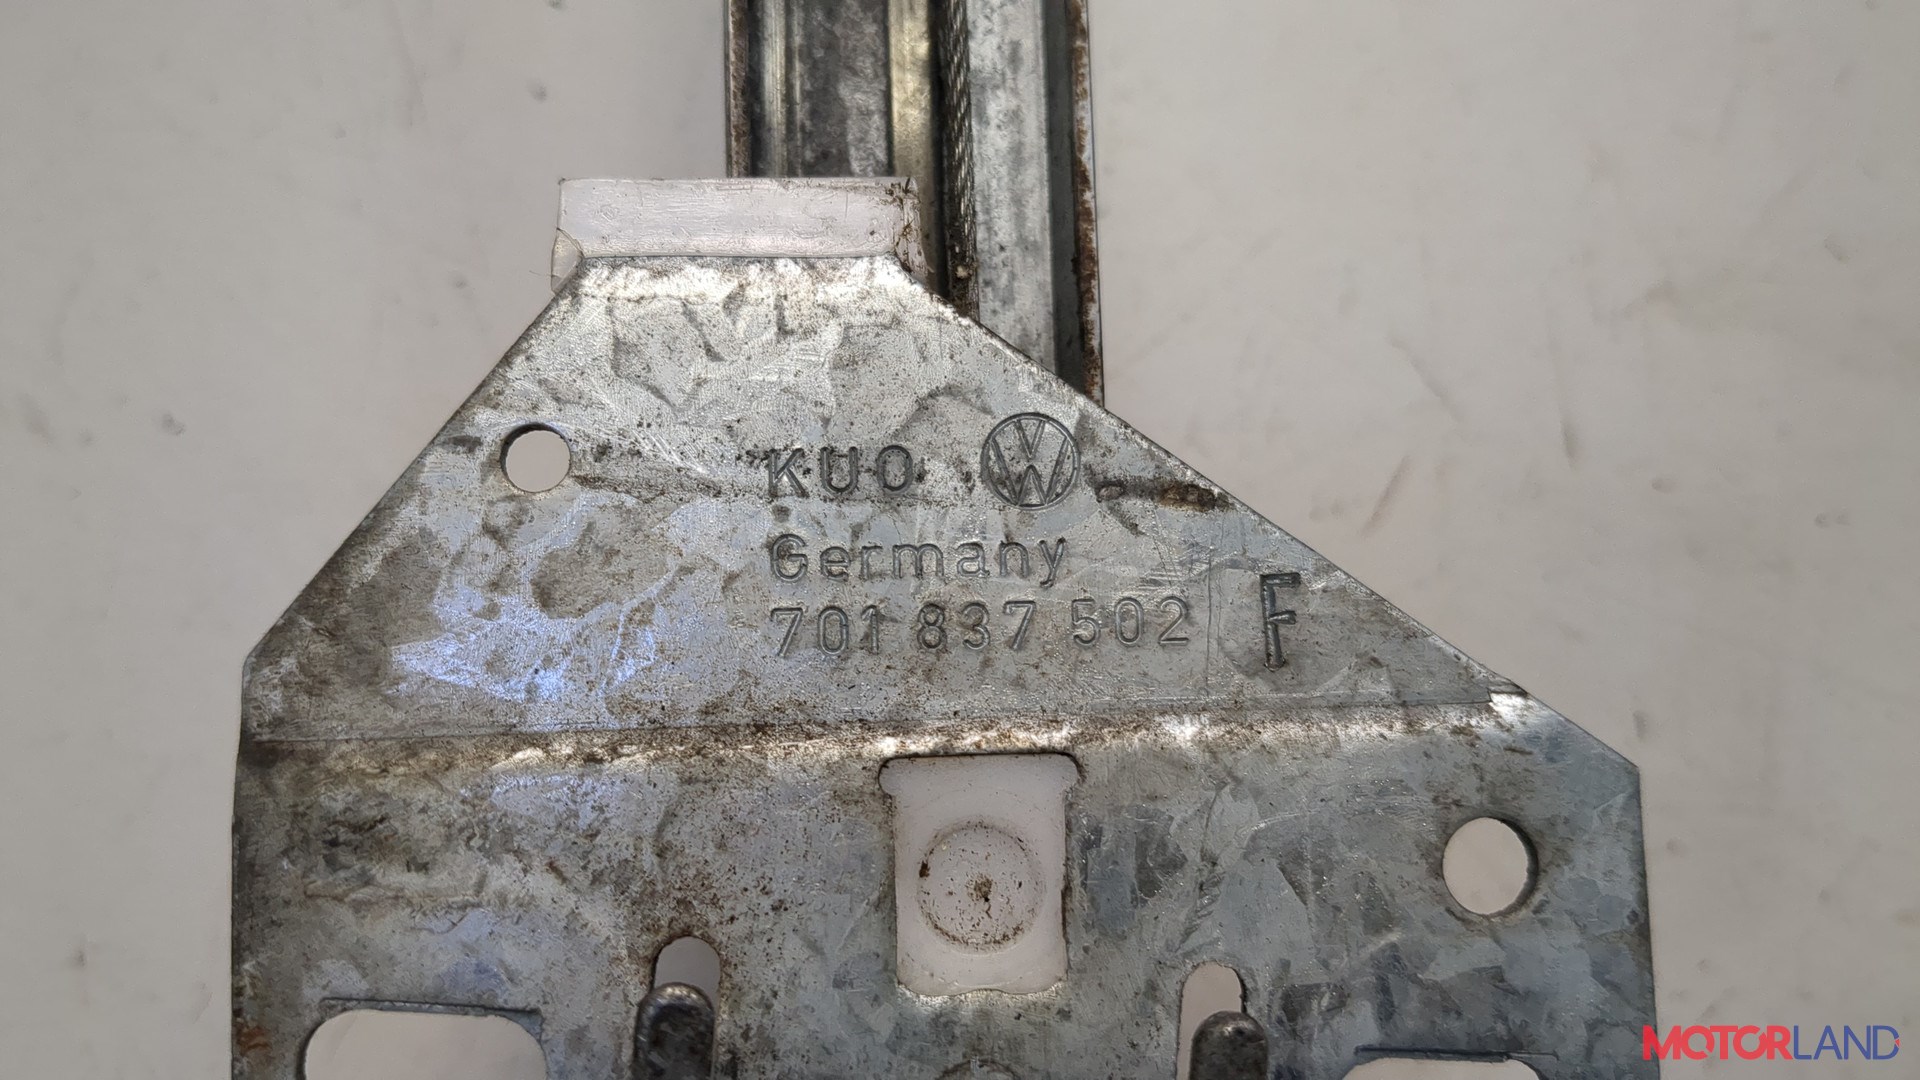 KUO
Germany
701 837 502 F
MOTORLAND